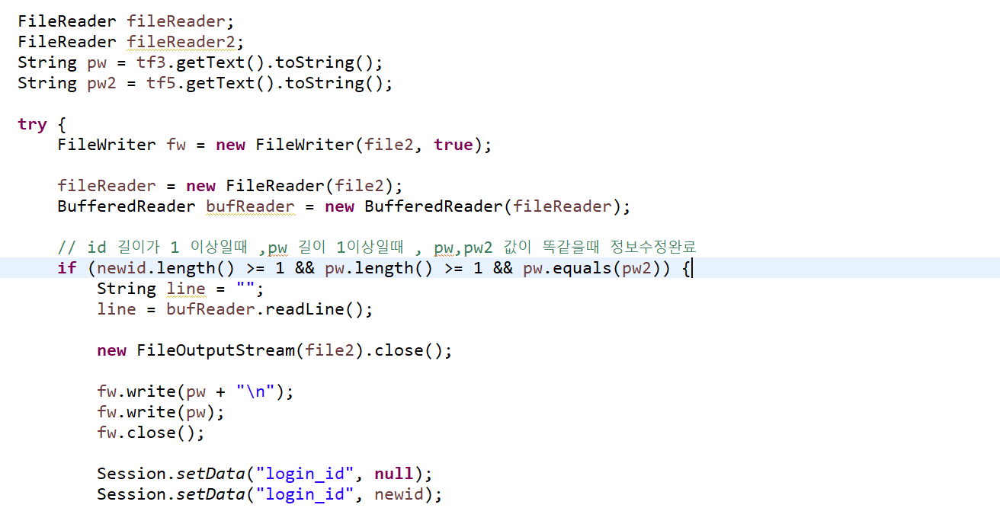 FileReader fileReader;
FileReader fileReader2;
String pw = tf3.getText().toString();
String pw2 = tf5.getText().toString();
try {
FileWriter fw = new FileWriter(file2, true);
fileReader = new FileReader(file2);
BufferedReader bufReader = new BufferedReader(fileReader);
// id 길이가 1 이상일때 ,pw 길이 1이상일때 , pw,pw2 값이 똑같을때 정보수정완료
if (newid.length() >= 1 && pw.length() >= 1 && pw.equals(pw2)) {
String line = "";
line = bufReader.readLine();
new FileOutputStream(file2).close();
fw.write(pw + "\n");
fw.write(pw);
fw.close();
Session.setData("login_id", null);
Session.setData("login_id", newid);